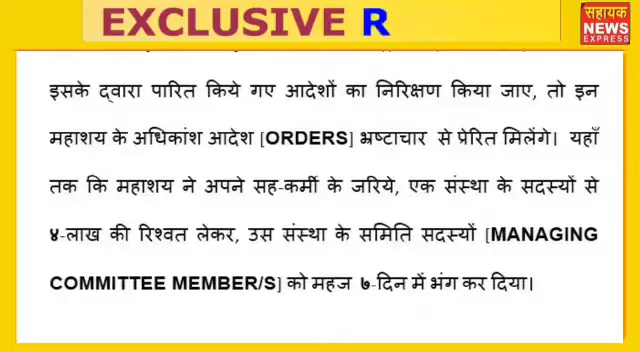 EXCLUSIVE R
सहायक
NEWS
EXPRESS
इसके द्वारा पारित किये गए आदेशों का निरिक्षण किया जाए, तो इन
महाशय के अधिकांश आदेश [ORDERS] भ्रष्टाचार से प्रेरित मिलेंगे। यहाँ
तक कि महाशय ने अपने सह-कर्मी के जरिये, एक संस्था के सदस्यों से
४-लाख की रिश्वत लेकर, उस संस्था के समिति सदस्यों [MANAGING
COMMITTEE MEMBER/S] को महज ७-दिन में भंग कर दिया।